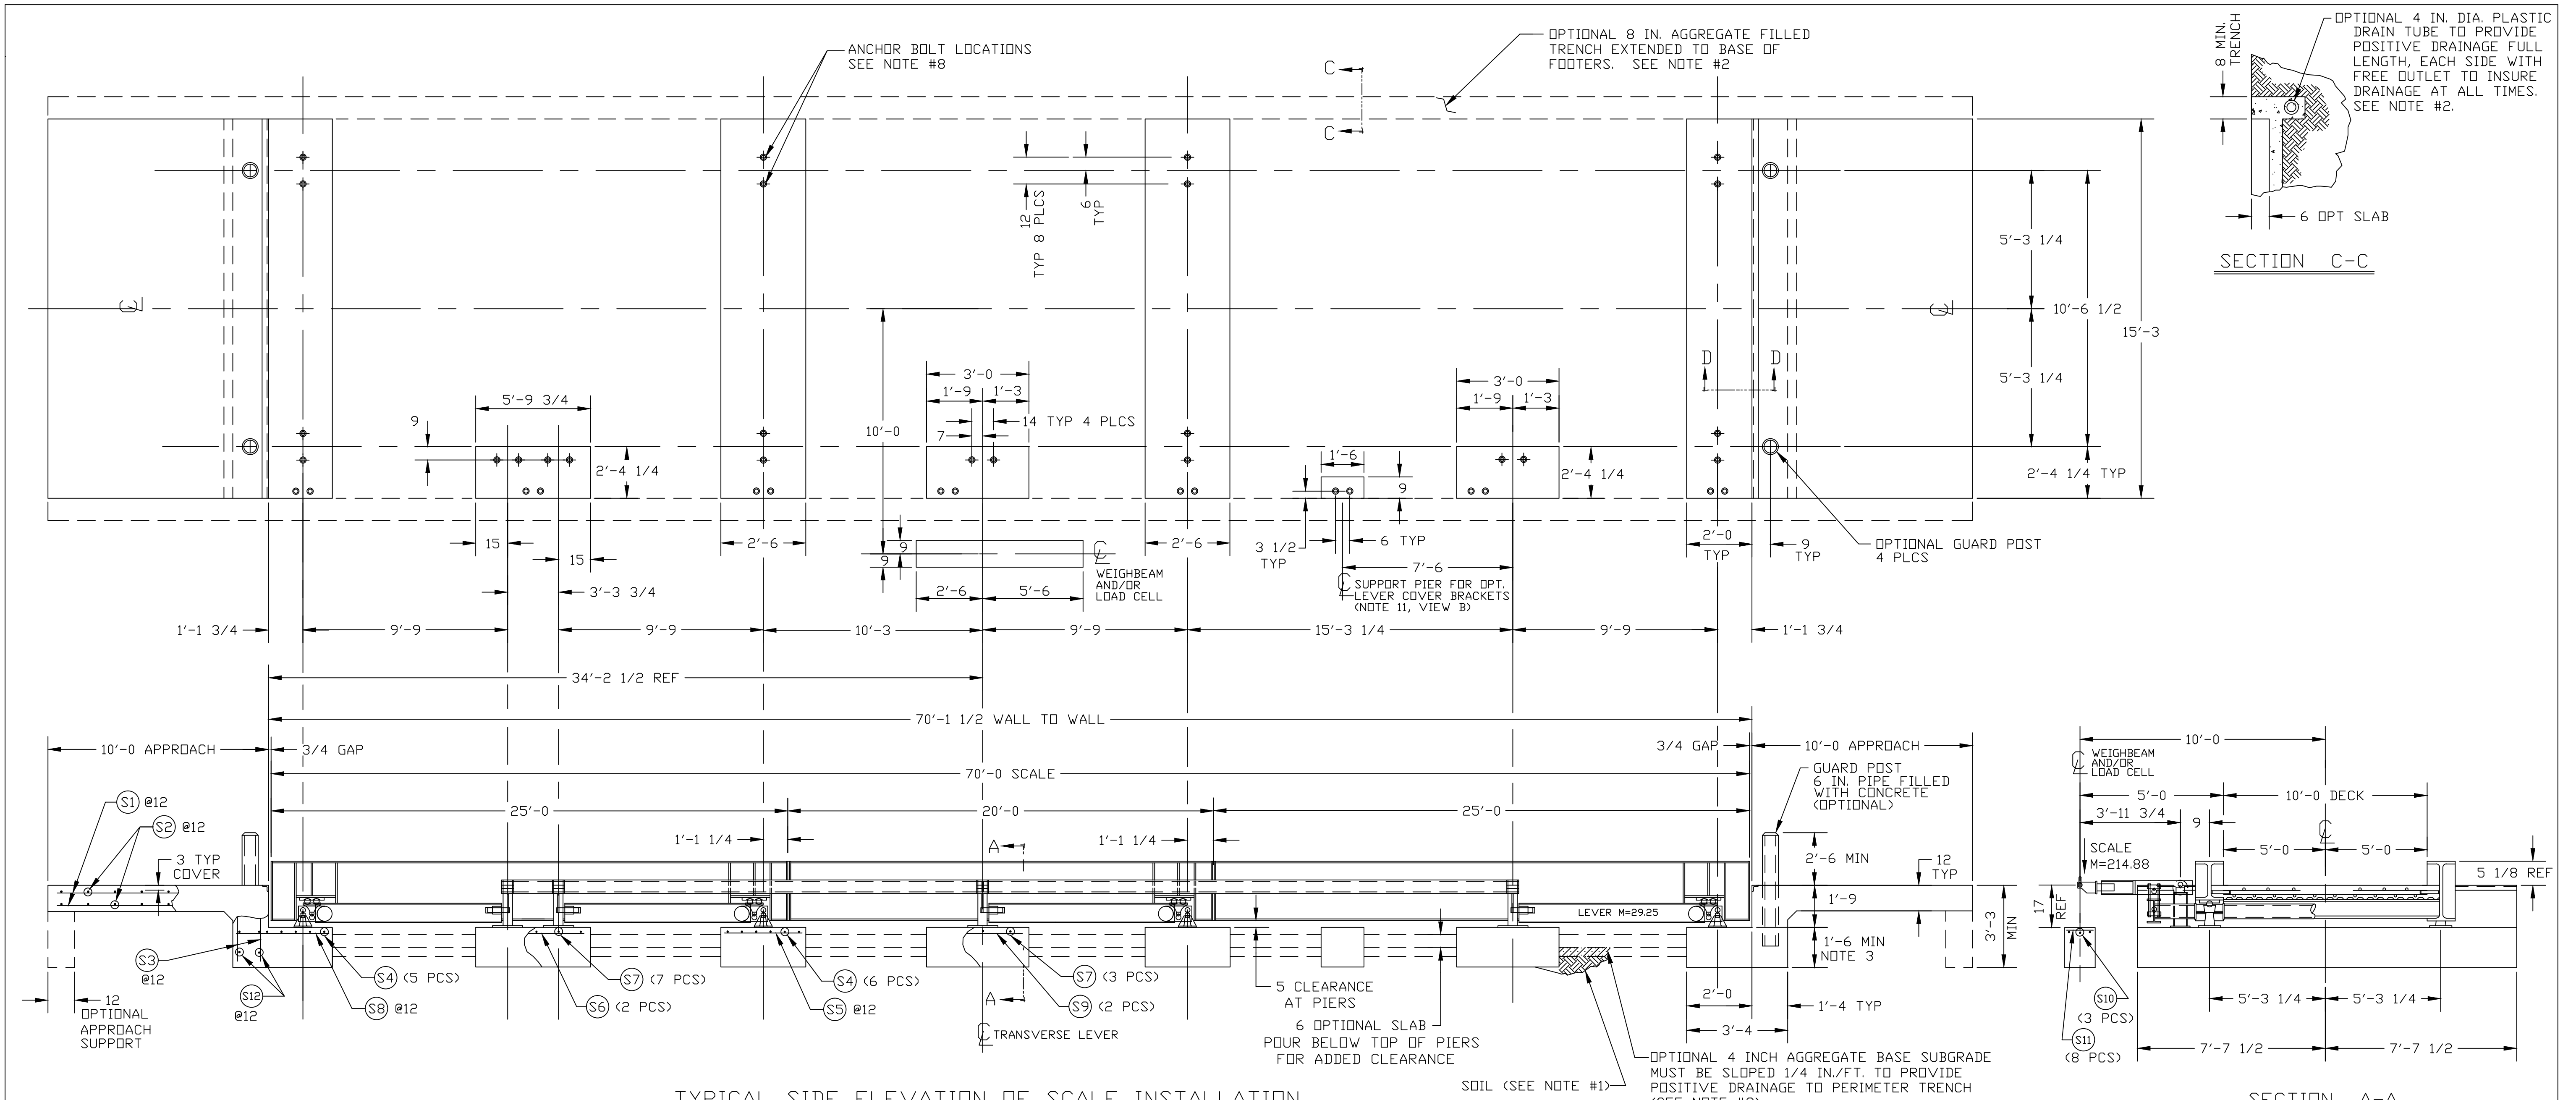 ANCHOR BOLT LOCATIONS
SEE NOTE #8
OPTIONAL 8 IN. AGGREGATE FILLED
TRENCH EXTENDED TO BASE OF
FOOTERS. SEE NOTE #2
C
C
8 MIN.
TRENCH
OPTIONAL 4 IN. DIA. PLASTIC
DRAIN TUBE TO PROVIDE
POSITIVE DRAINAGE FULL
LENGTH, EACH SIDE WITH
FREE OUTLET TO INSURE
DRAINAGE AT ALL TIMES.
SEE NOTE #2.
6 OPT SLAB
SECTION C-C
12
TYP 8 PLCS
6
TYP
5'-3 1/4
10'-6 1/2
15'-3
5'-3 1/4
2'-4 1/4 TYP
D
D
9
5'-9 3/4
2'-4 1/4
15
15
3'-3 3/4
2'-6
10'-0
3'-0
1'-9
1'-3
14 TYP 4 PLCS
7
9
9
2'-6
5'-6
℄
WEIGHBEAM
AND/OR
LOAD CELL
2'-6
1'-6
9
3 1/2
TYP
6 TYP
7'-6
℄ SUPPORT PIER FOR OPT.
LEVER COVER BRACKETS
(NOTE 11, VIEW B)
3'-0
1'-9
1'-3
2'-4 1/4
2'-0
TYP
9
TYP
OPTIONAL GUARD POST
4 PLCS
1'-1 3/4
9'-9
9'-9
10'-3
9'-9
15'-3 1/4
9'-9
1'-1 3/4
34'-2 1/2 REF
70'-1 1/2 WALL TO WALL
10'-0 APPROACH
3/4 GAP
3/4 GAP
10'-0 APPROACH
70'-0 SCALE
25'-0
20'-0
25'-0
GUARD POST
6 IN. PIPE FILLED
WITH CONCRETE
(OPTIONAL)
S1 @12
S2 @12
3 TYP
COVER
1'-1 1/4
A
1'-1 1/4
LEVER M=29.25
2'-6 MIN
12
TYP
1'-9
3'-3
MIN
1'-6 MIN
NOTE 3
S3
@12
S12
@12
S4 (5 PCS)
S8 @12
S7 (7 PCS)
S6 (2 PCS)
S4 (6 PCS)
S5 @12
S7 (3 PCS)
S9 (2 PCS)
A
℄ TRANSVERSE LEVER
12
OPTIONAL
APPROACH
SUPPORT
5 CLEARANCE
AT PIERS
6 OPTIONAL SLAB
POUR BELOW TOP OF PIERS
FOR ADDED CLEARANCE
2'-0
1'-4 TYP
3'-4
SOIL (SEE NOTE #1)
OPTIONAL 4 INCH AGGREGATE BASE SUBGRADE
MUST BE SLOPED 1/4 IN./FT. TO PROVIDE
POSITIVE DRAINAGE TO PERIMETER TRENCH
(SEE NOTE #2)
TYPICAL SIDE ELEVATION OF SCALE INSTALLATION
10'-0
℄
WEIGHBEAM
AND/OR
LOAD CELL
5'-0
10'-0 DECK
3'-11 3/4
9
℄
SCALE
M=214.88
5'-0
5'-0
5 1/8 REF
17
REF
S10
(3 PCS)
S11
(8 PCS)
5'-3 1/4
5'-3 1/4
7'-7 1/2
7'-7 1/2
SECTION A-A